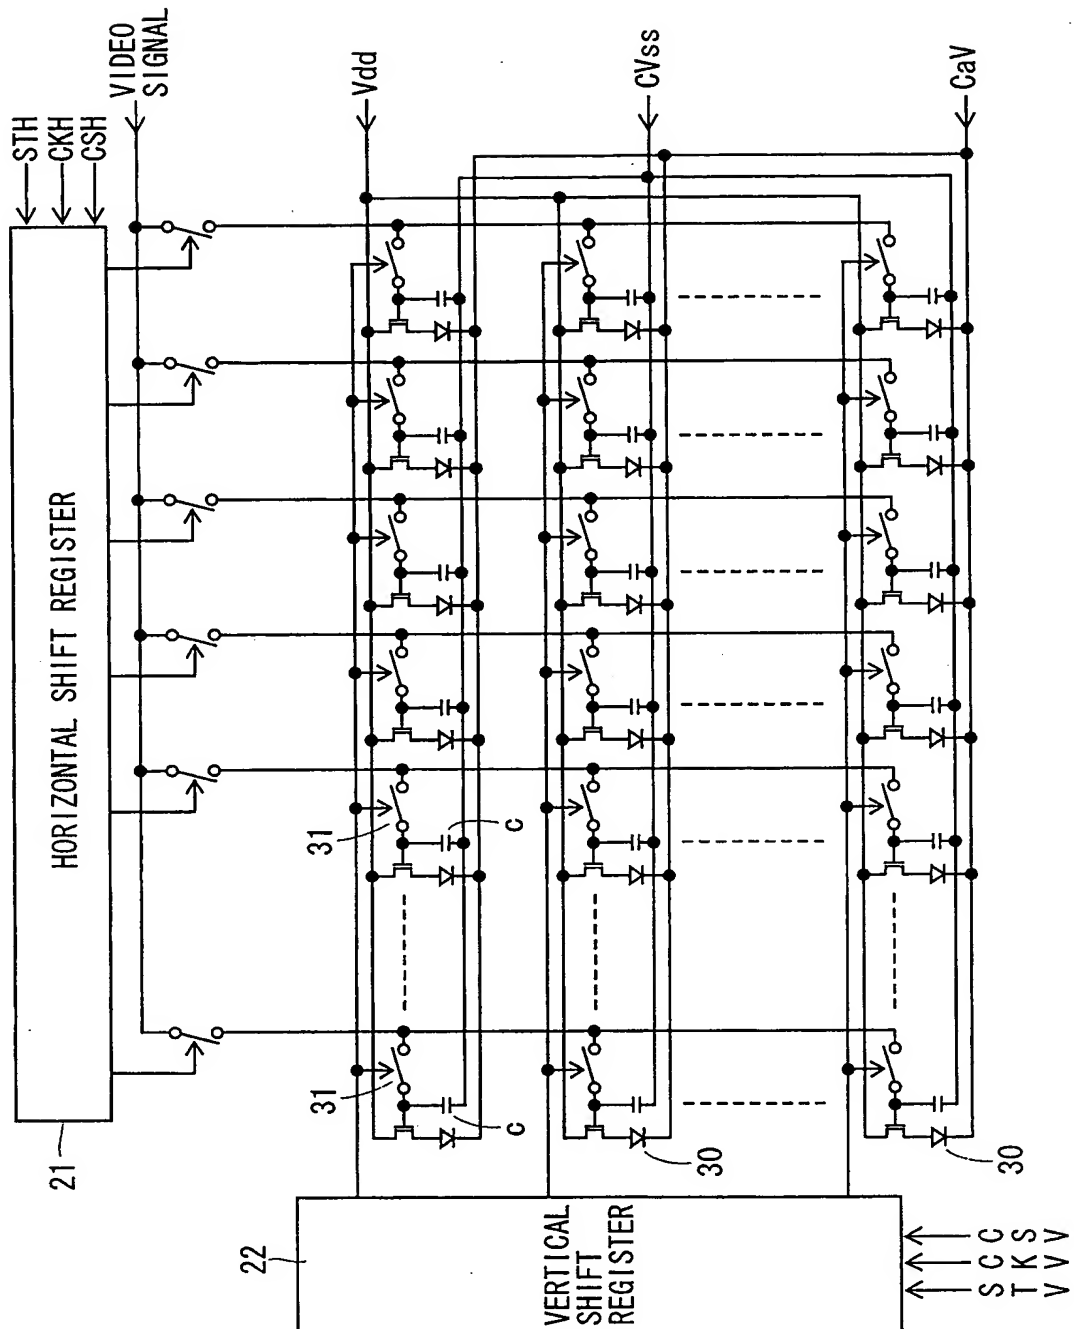 STH
CKH
CSH
VIDEO
SIGNAL
Vdd
CVss
CaV
HORIZONTAL SHIFT REGISTER
21
31
c
31
c
30
30
22
VERTICAL
SHIFT
REGISTER
STV
CKV
CSV